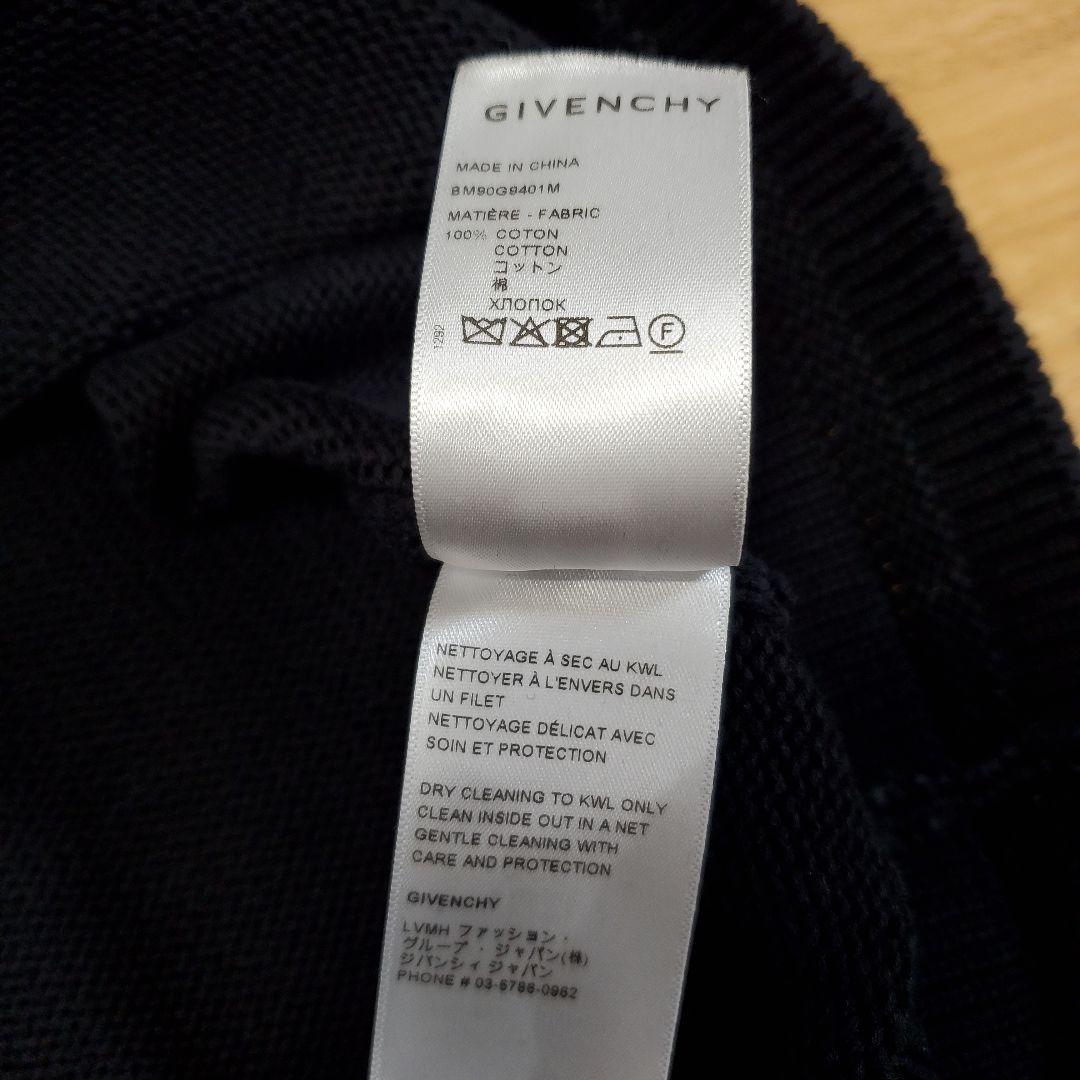 GIVENCHY
MADE IN CHINA
BM90G9401M
MATIÈRE - FABRIC
100% COTON
COTTON
コットン
棉
ХЛОПОК
1292
F
NETTOYAGE À SEC AU KWL
NETTOYER À L'ENVERS DANS
UN FILET
NETTOYAGE DÉLICAT AVEC
SOIN ET PROTECTION
DRY CLEANING TO KWL ONLY
CLEAN INSIDE OUT IN A NET
GENTLE CLEANING WITH
CARE AND PROTECTION
GIVENCHY
LVMH ファッション・
グループ・ジャパン(株)
ジバンシィ ジャパン
PHONE # 03-5786-0962